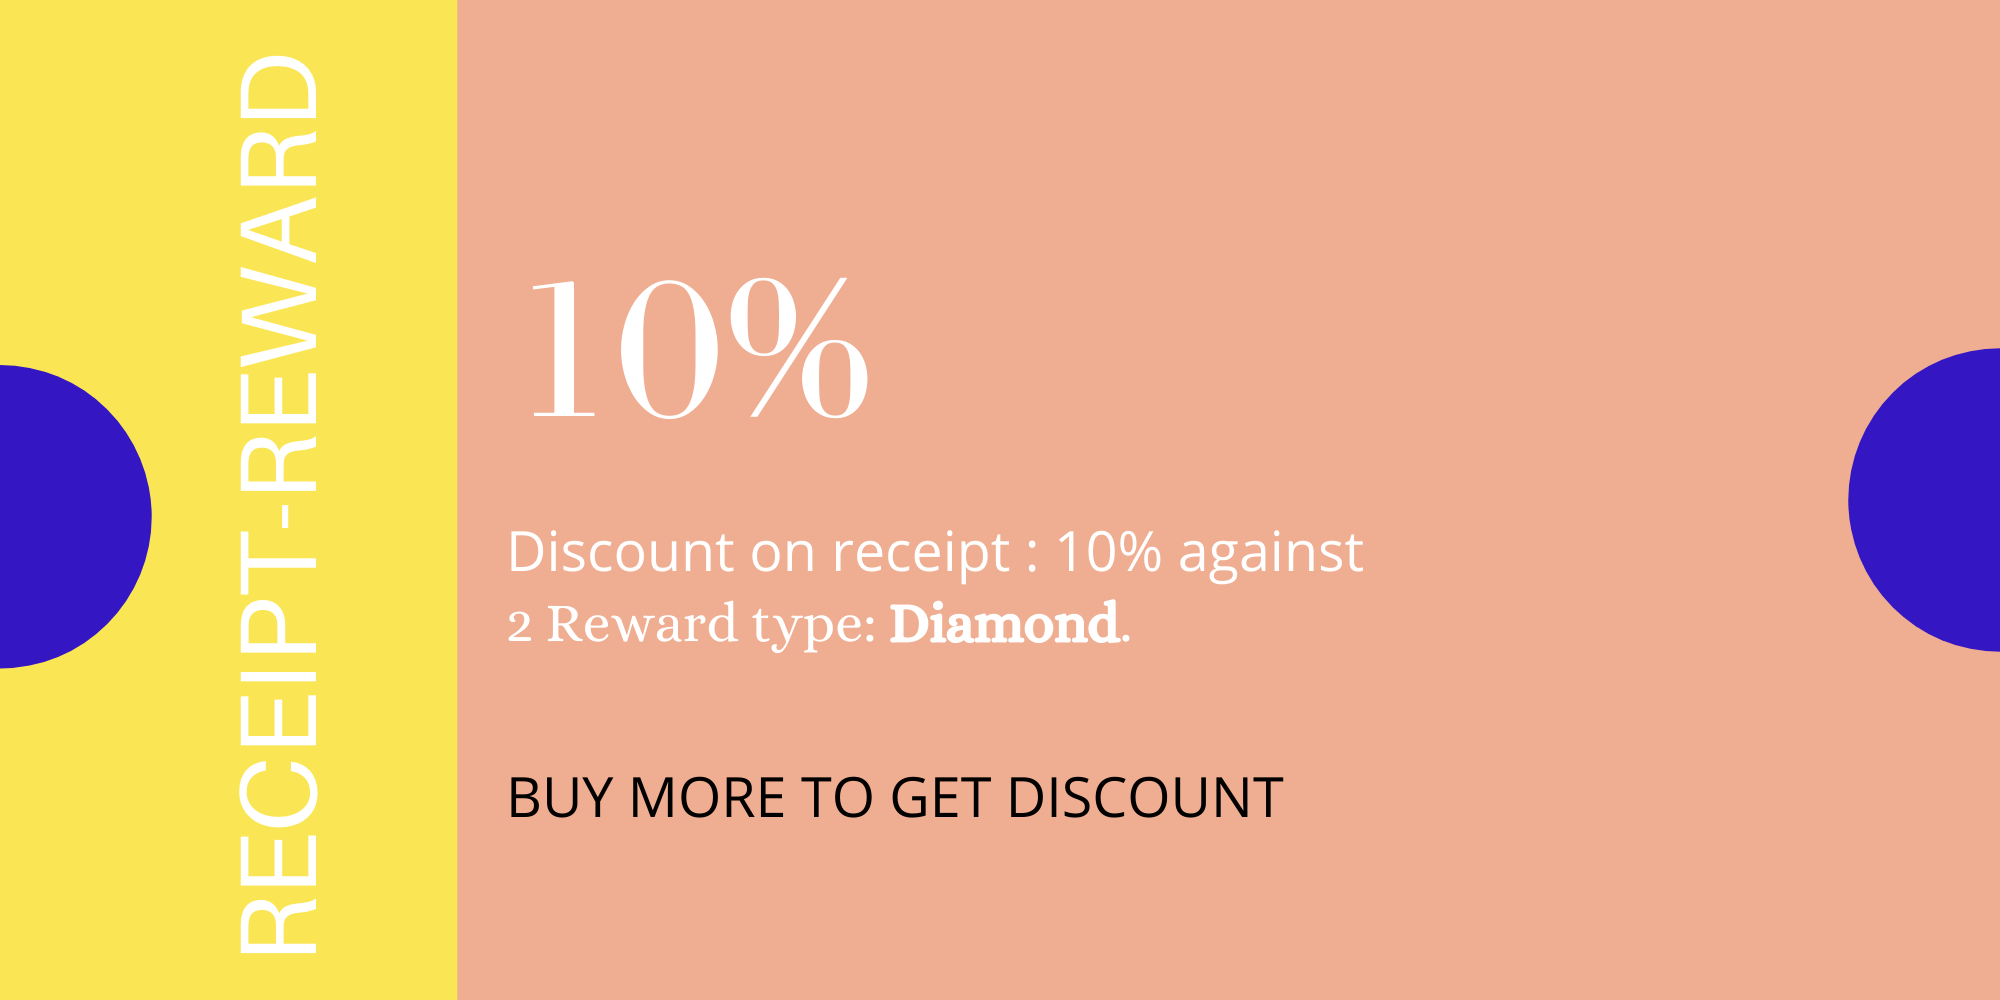 RECEIPT-REWARD
10%
Discount on receipt : 10% against
2 Reward type: Diamond.
BUY MORE TO GET DISCOUNT